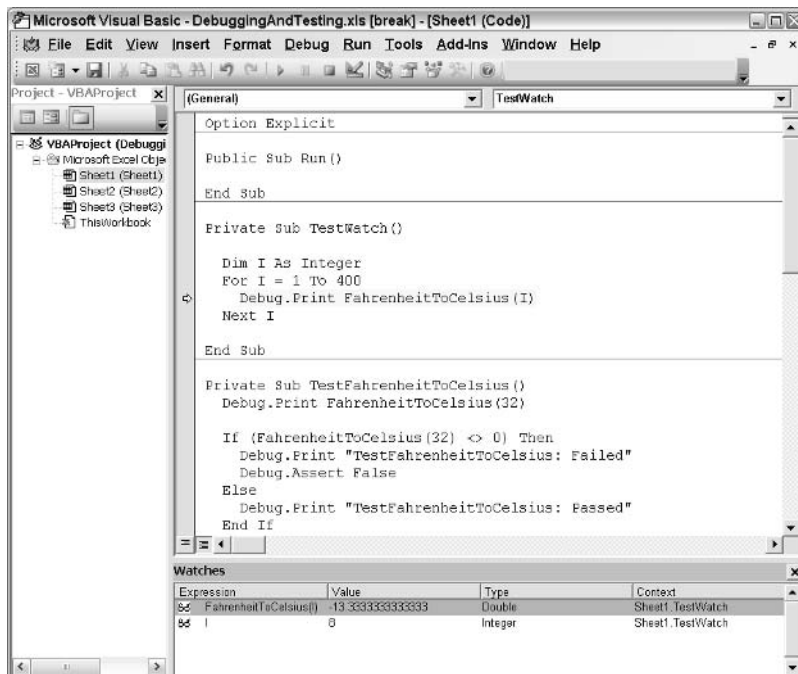 Microsoft Visual Basic - DebuggingAndTesting.xls [break] - [Sheet1 (Code)]
File Edit View Insert Format Debug Run Tools Add-Ins Window Help
Project - VBAProject
(General)
TestWatch
VBAProject (Debuggi
Microsoft Excel Obje
Sheet1 (Sheet1)
Sheet2 (Sheet2)
Sheet3 (Sheet3)
ThisWorkbook
Option Explicit
Public Sub Run()
End Sub
Private Sub TestWatch()
Dim I As Integer
For I = 1 To 400
Debug.Print FahrenheitToCelsius(I)
Next I
End Sub
Private Sub TestFahrenheitToCelsius()
Debug.Print FahrenheitToCelsius(32)
If (FahrenheitToCelsius(32) <> 0) Then
Debug.Print "TestFahrenheitToCelsius: Failed"
Debug.Assert False
Else
Debug.Print "TestFahrenheitToCelsius: Passed"
End If
Watches
Expression Value Type Context
FahrenheitToCelsius(I) -13.3333333333333 Double Sheet1.TestWatch
I 8 Integer Sheet1.TestWatch